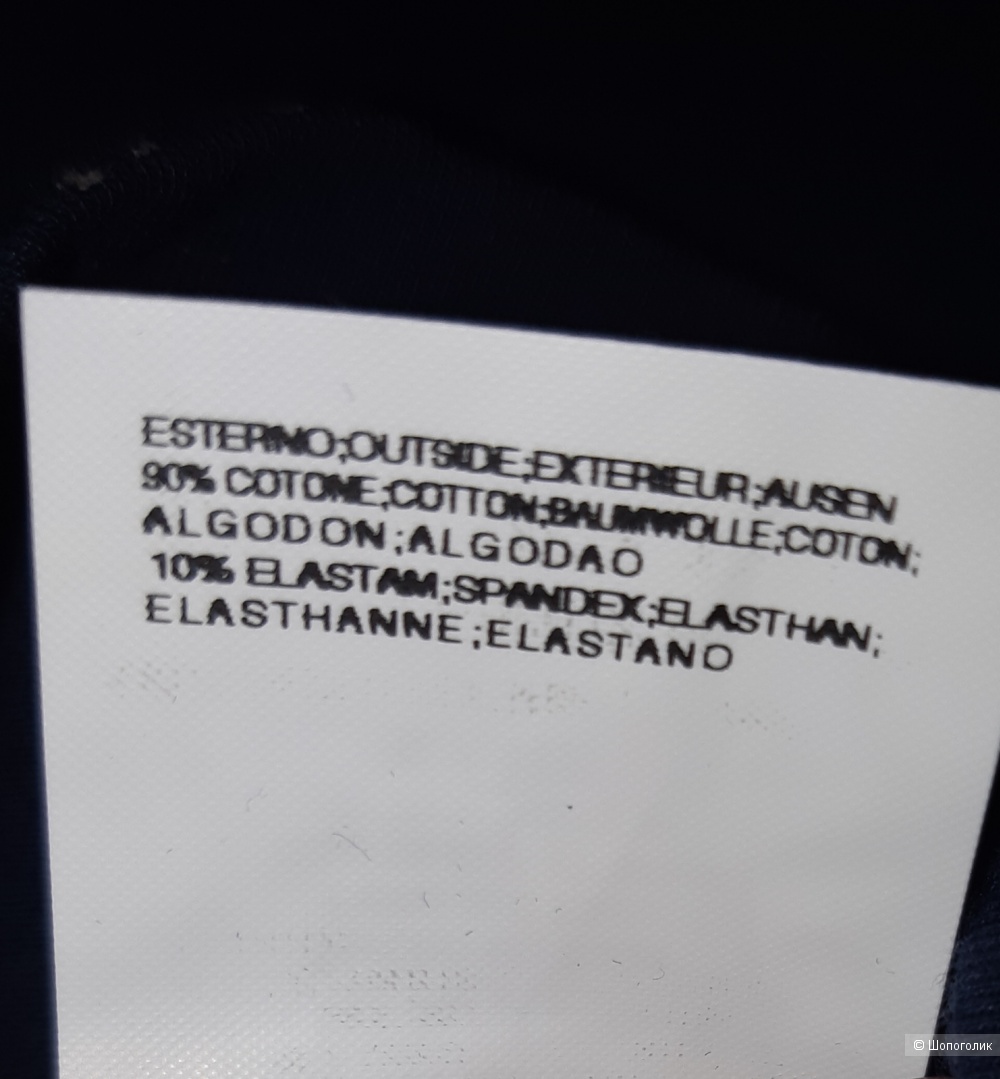 ESTERNO;OUTSIDE;EXTERIEUR;AUSEN
90% COTONE;COTTON;BAUMWOLLE;COTON;
ALGODON;ALGODAO
10% ELASTAM;SPANDEX;ELASTHAN;
ELASTHANNE;ELASTANO
© Шопоголик